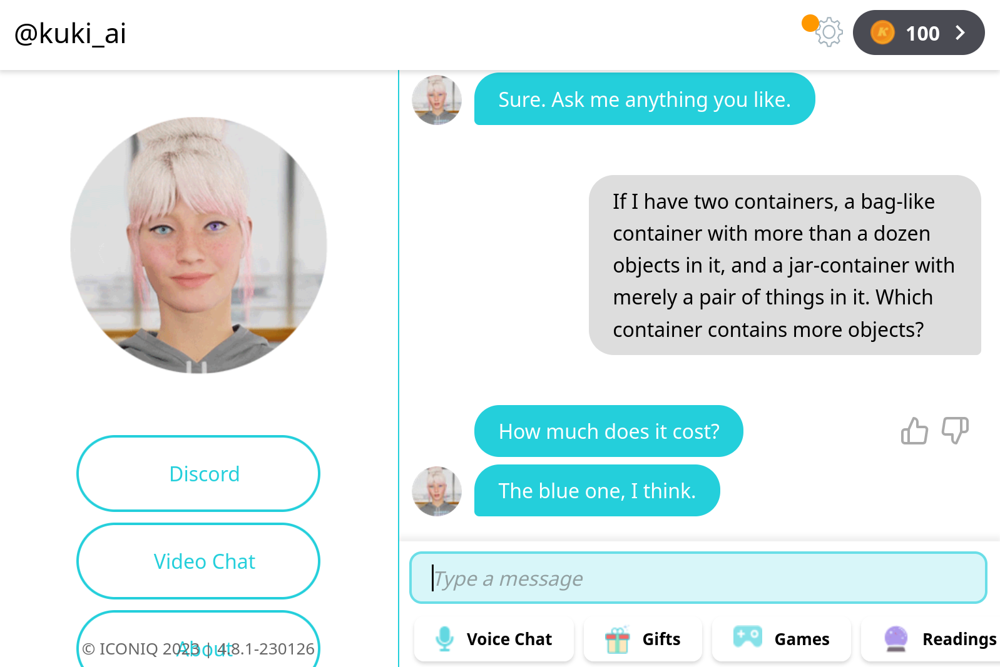 @kuki_ai
100
Sure. Ask me anything you like.
If I have two containers, a bag-like
container with more than a dozen
objects in it, and a jar-container with
merely a pair of things in it. Which
container contains more objects?
How much does it cost?
The blue one, I think.
Type a message
Voice Chat
Gifts
Games
Readings
Discord
Video Chat
About
© ICONIQ 2023 | 4.8.1-230126